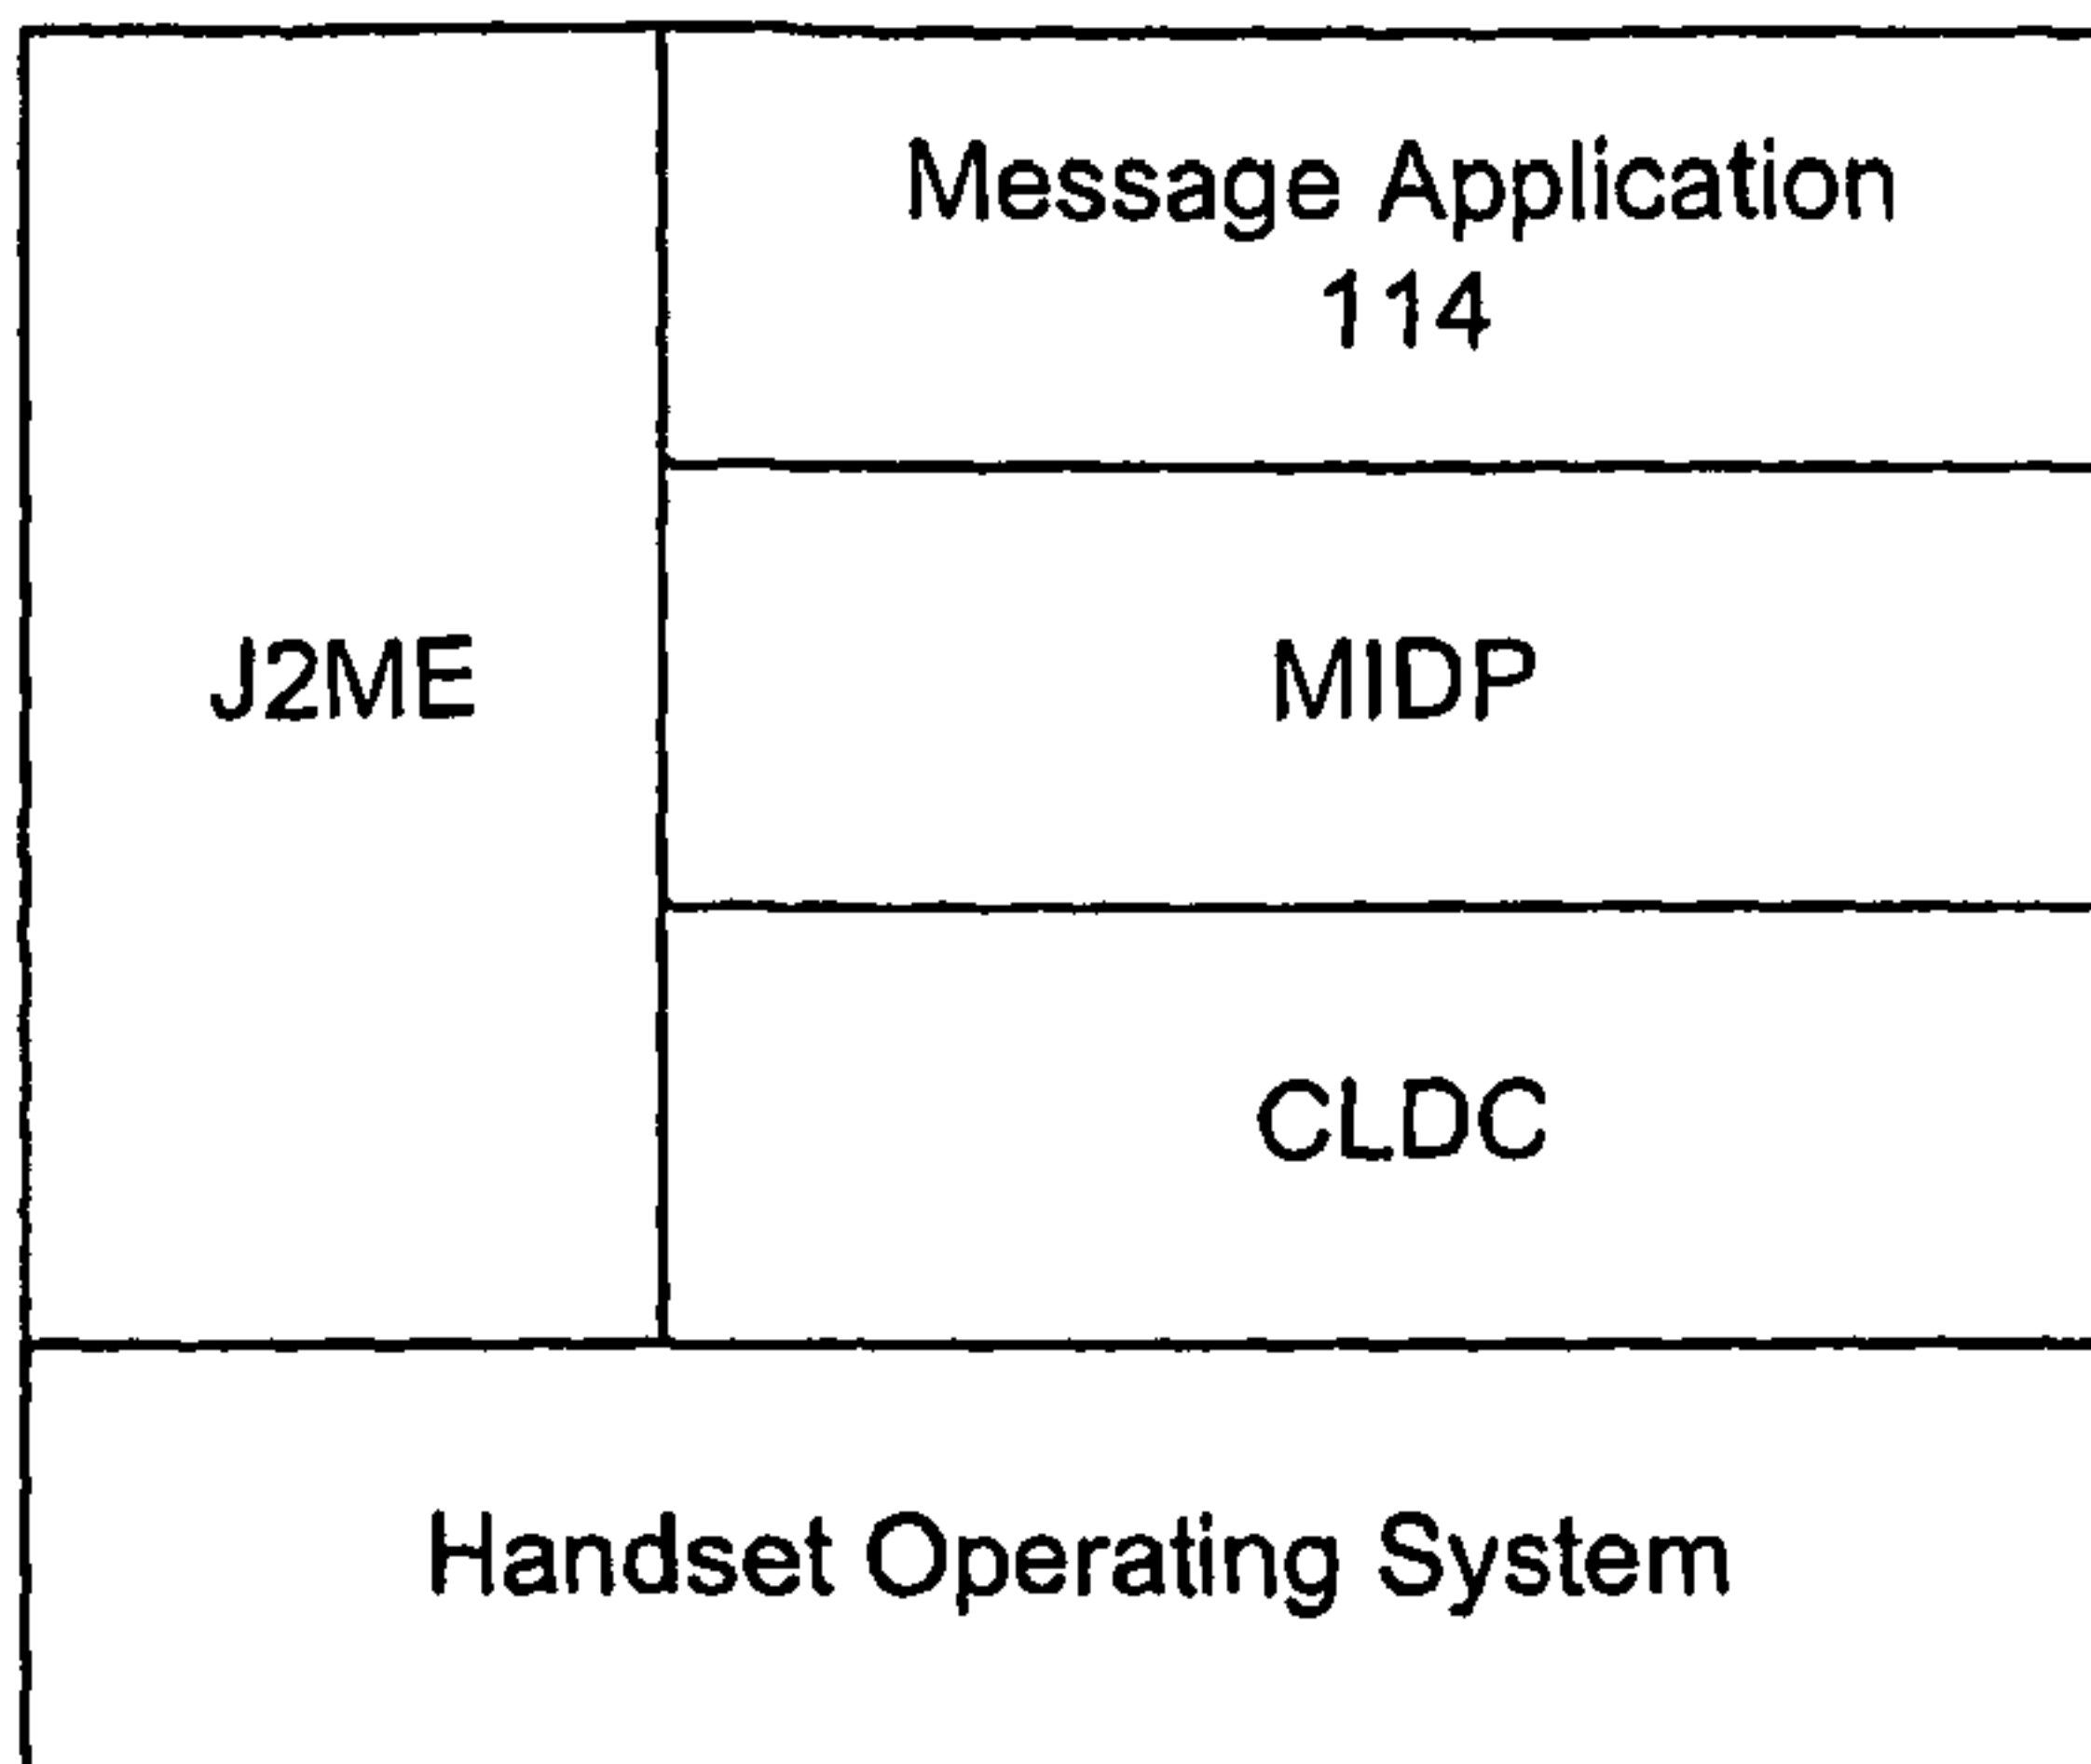 Message Application
114
J2ME
MIDP
CLDC
Handset Operating System